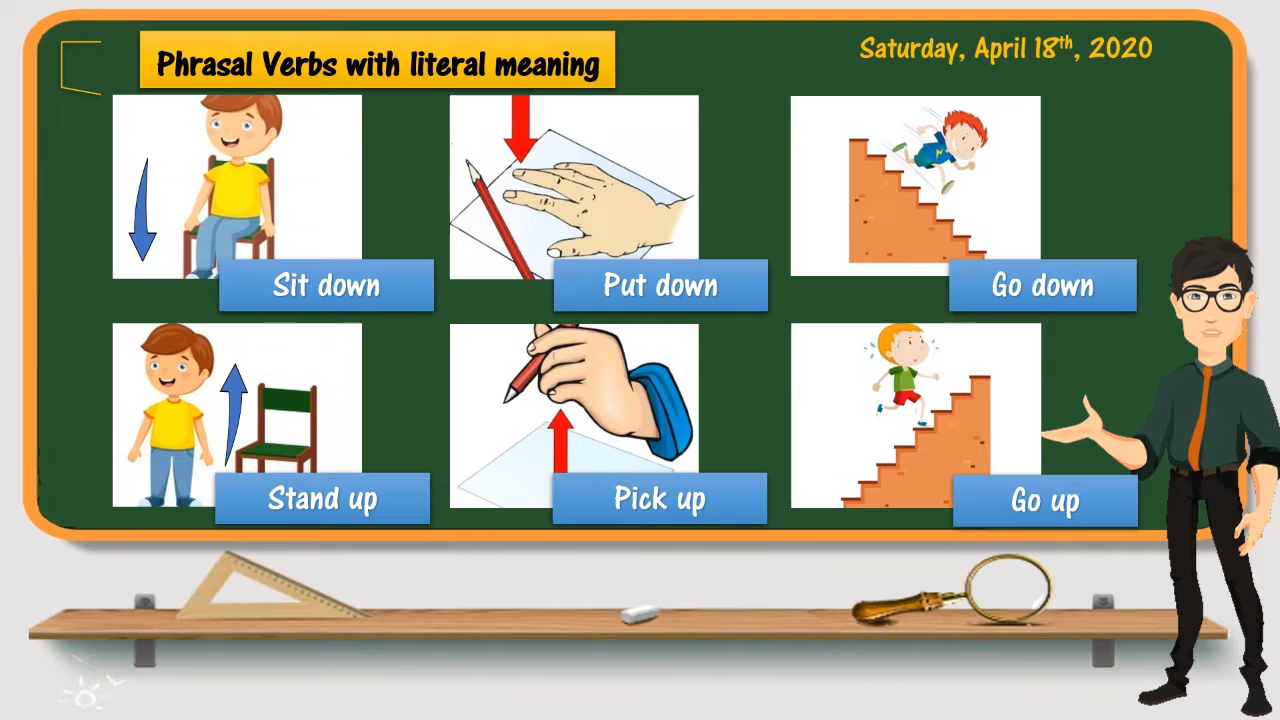 Phrasal Verbs with literal meaning
Saturday, April 18th, 2020
Sit down
Put down
Go down
Stand up
Pick up
Go up